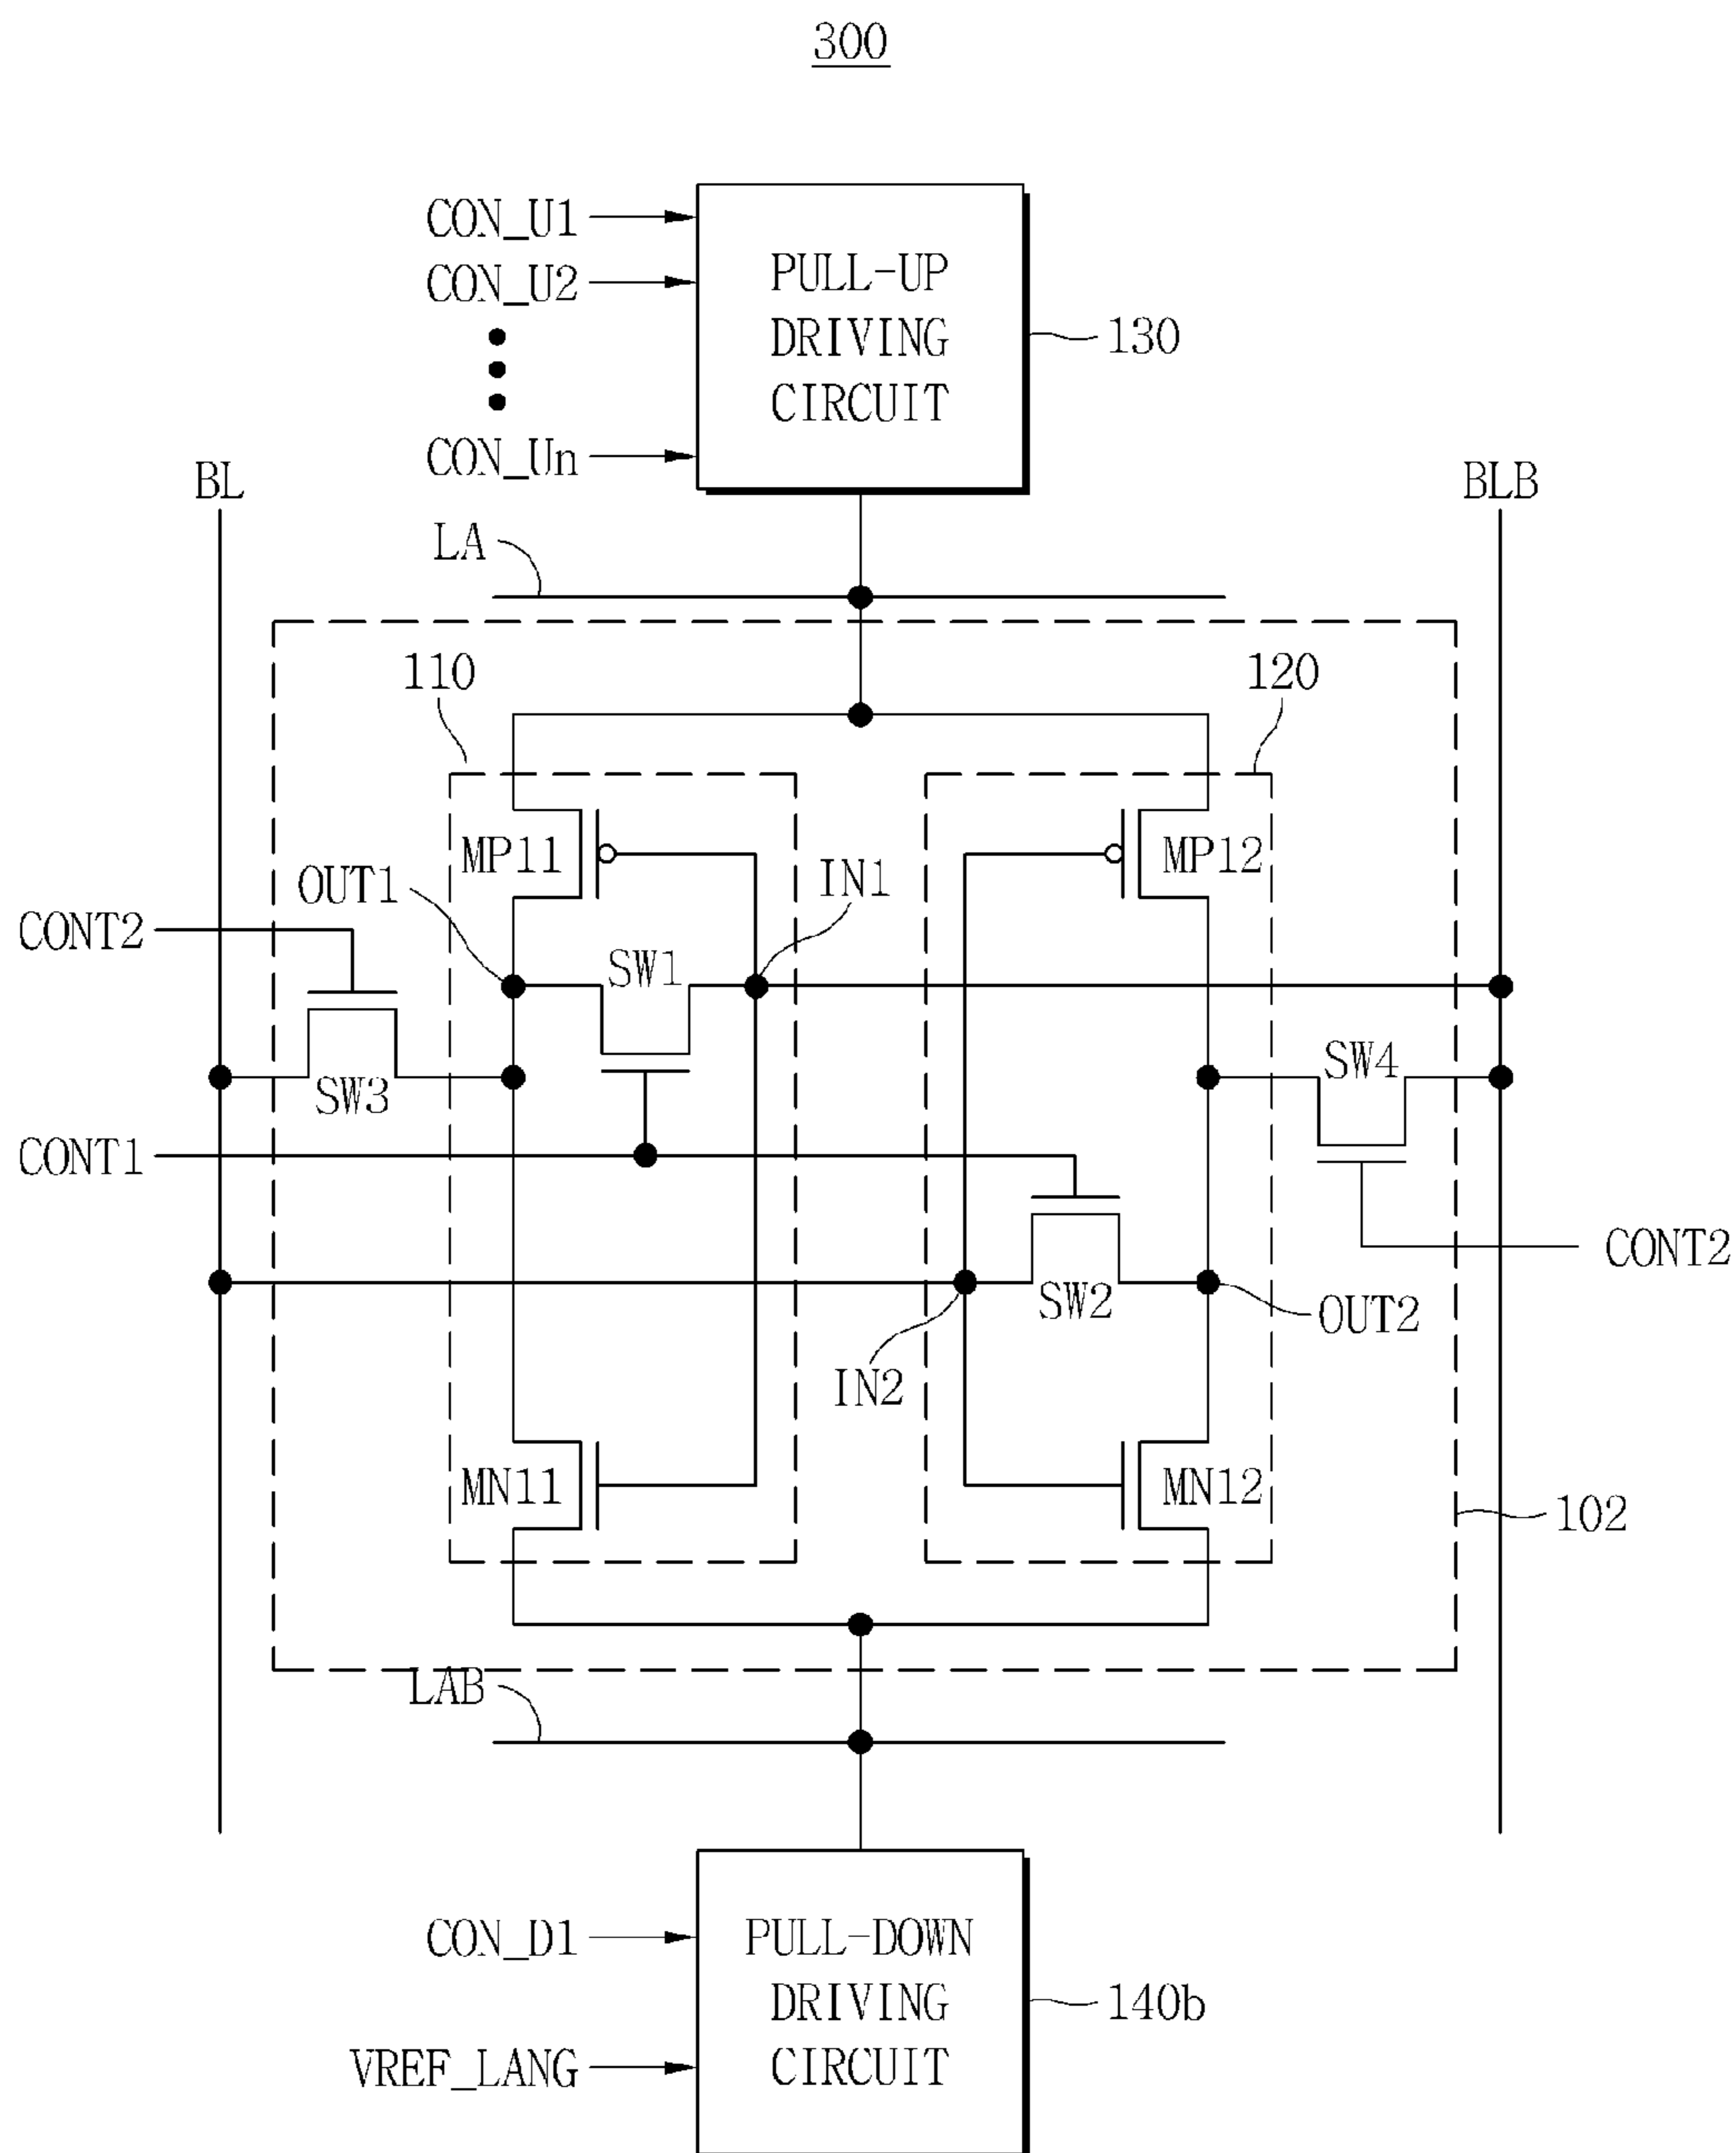 300
CON_U1
CON_U2
CON_Un
PULL-UP
DRIVING
CIRCUIT
130
BL
BLB
LA
110
120
MP11
MP12
OUT1
IN1
CONT2
SW1
SW3
SW4
CONT1
CONT2
SW2
OUT2
IN2
MN11
MN12
102
LAB
CON_D1
VREF_LANG
PULL-DOWN
DRIVING
CIRCUIT
140b